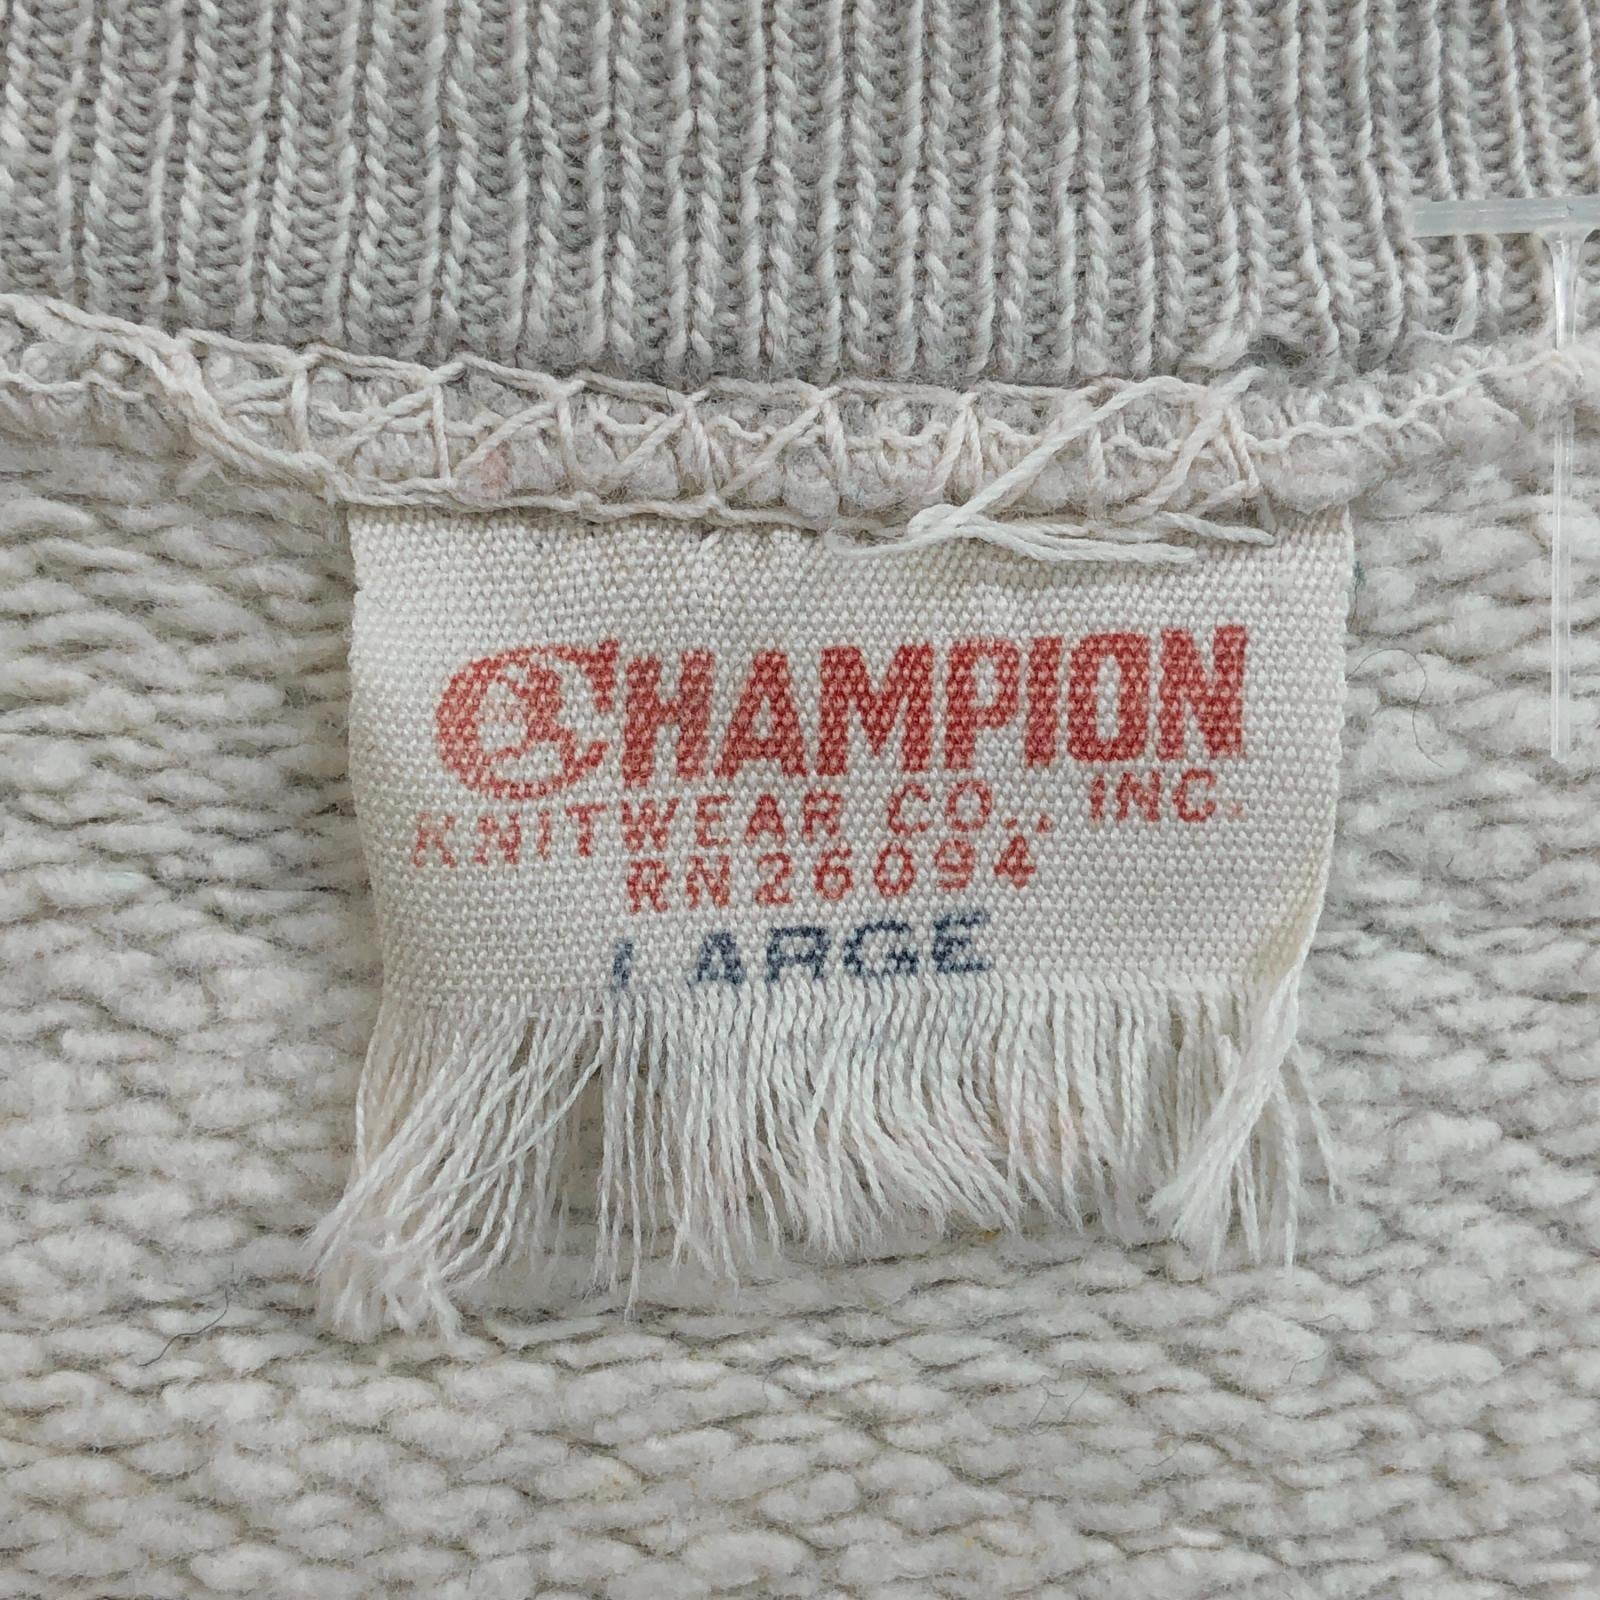 CHAMPION
KNITWEAR CO., INC.
RN26094
LARGE